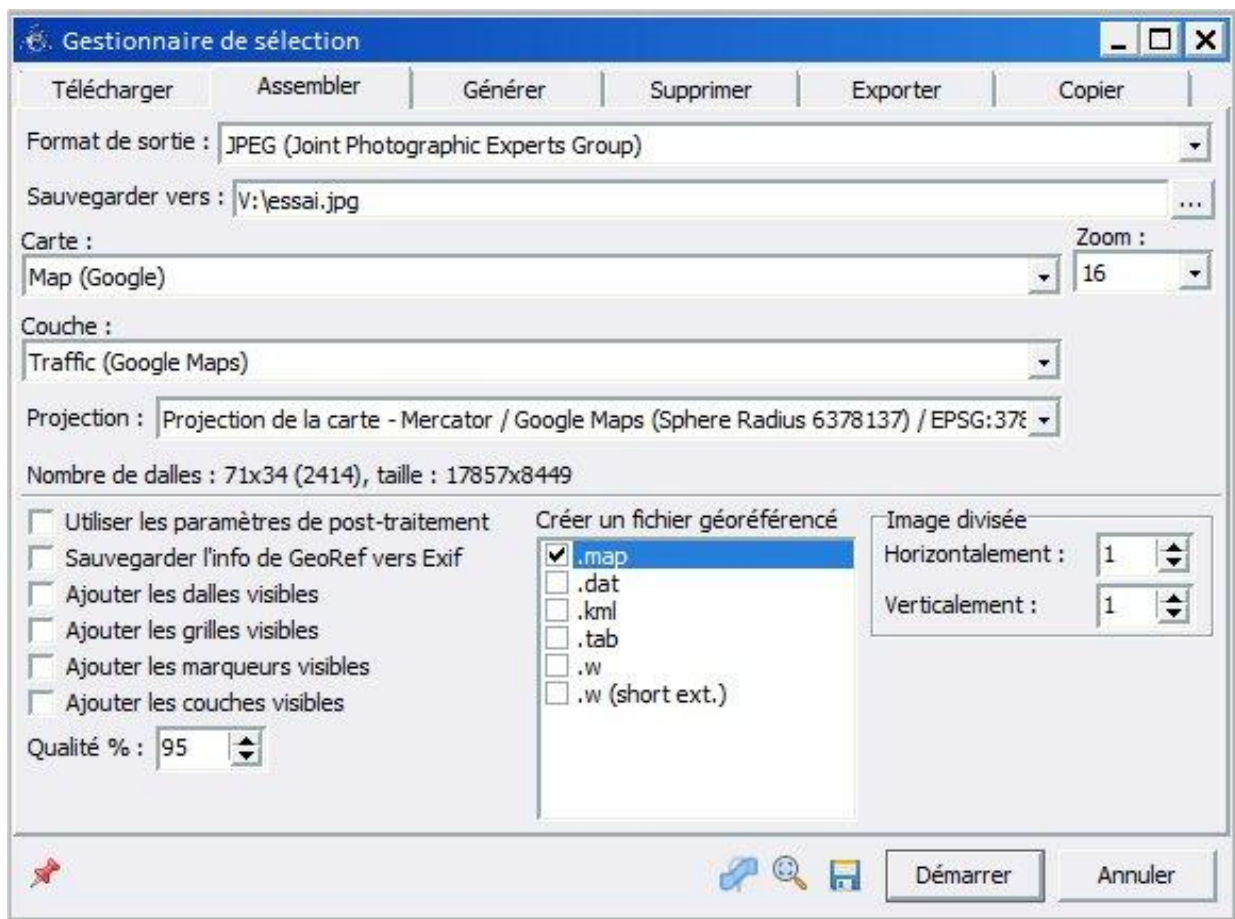 Gestionnaire de sélection
Télécharger Assembler Générer Supprimer Exporter Copier
Format de sortie : JPEG (Joint Photographic Experts Group)
Sauvegarder vers : V:\essai.jpg ...
Carte : Zoom :
Map (Google) 16
Couche :
Traffic (Google Maps)
Projection : Projection de la carte - Mercator / Google Maps (Sphere Radius 6378137) / EPSG:378
Nombre de dalles : 71x34 (2414), taille : 17857x8449
Utiliser les paramètres de post-traitement
Sauvegarder l'info de GeoRef vers Exif
Ajouter les dalles visibles
Ajouter les grilles visibles
Ajouter les marqueurs visibles
Ajouter les couches visibles
Qualité % : 95
Créer un fichier géoréférencé
.map
.dat
.kml
.tab
.w
.w (short ext.)
Image divisée
Horizontalement : 1
Verticalement : 1
Démarrer Annuler